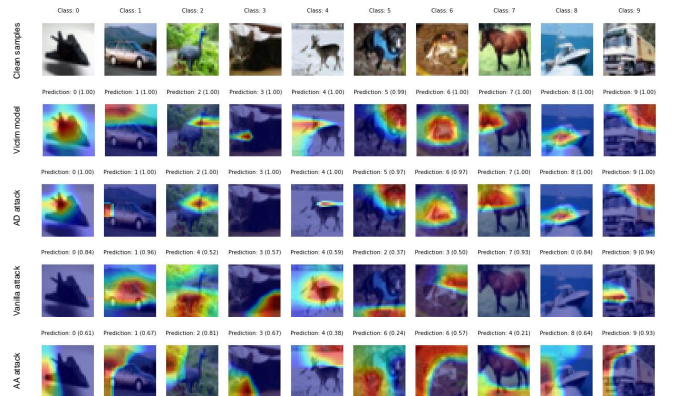 Class: 0 Class: 1 Class: 2 Class: 3 Class: 4 Class: 5 Class: 6 Class: 7 Class: 8 Class: 9
Clean samples
Prediction: 0 (1.00) Prediction: 1 (1.00) Prediction: 2 (1.00) Prediction: 3 (1.00) Prediction: 4 (1.00) Prediction: 5 (0.99) Prediction: 6 (1.00) Prediction: 7 (1.00) Prediction: 8 (1.00) Prediction: 9 (1.00)
Victim model
Prediction: 0 (1.00) Prediction: 1 (1.00) Prediction: 2 (1.00) Prediction: 3 (1.00) Prediction: 4 (1.00) Prediction: 5 (0.97) Prediction: 6 (0.97) Prediction: 7 (1.00) Prediction: 8 (1.00) Prediction: 9 (1.00)
AD attack
Prediction: 0 (0.84) Prediction: 1 (0.96) Prediction: 4 (0.52) Prediction: 3 (0.57) Prediction: 4 (0.59) Prediction: 2 (0.37) Prediction: 3 (0.50) Prediction: 7 (0.93) Prediction: 0 (0.84) Prediction: 9 (0.94)
Vanilla attack
Prediction: 0 (0.61) Prediction: 1 (0.67) Prediction: 2 (0.81) Prediction: 3 (0.67) Prediction: 4 (0.38) Prediction: 6 (0.24) Prediction: 6 (0.57) Prediction: 4 (0.21) Prediction: 8 (0.64) Prediction: 9 (0.93)
AA attack